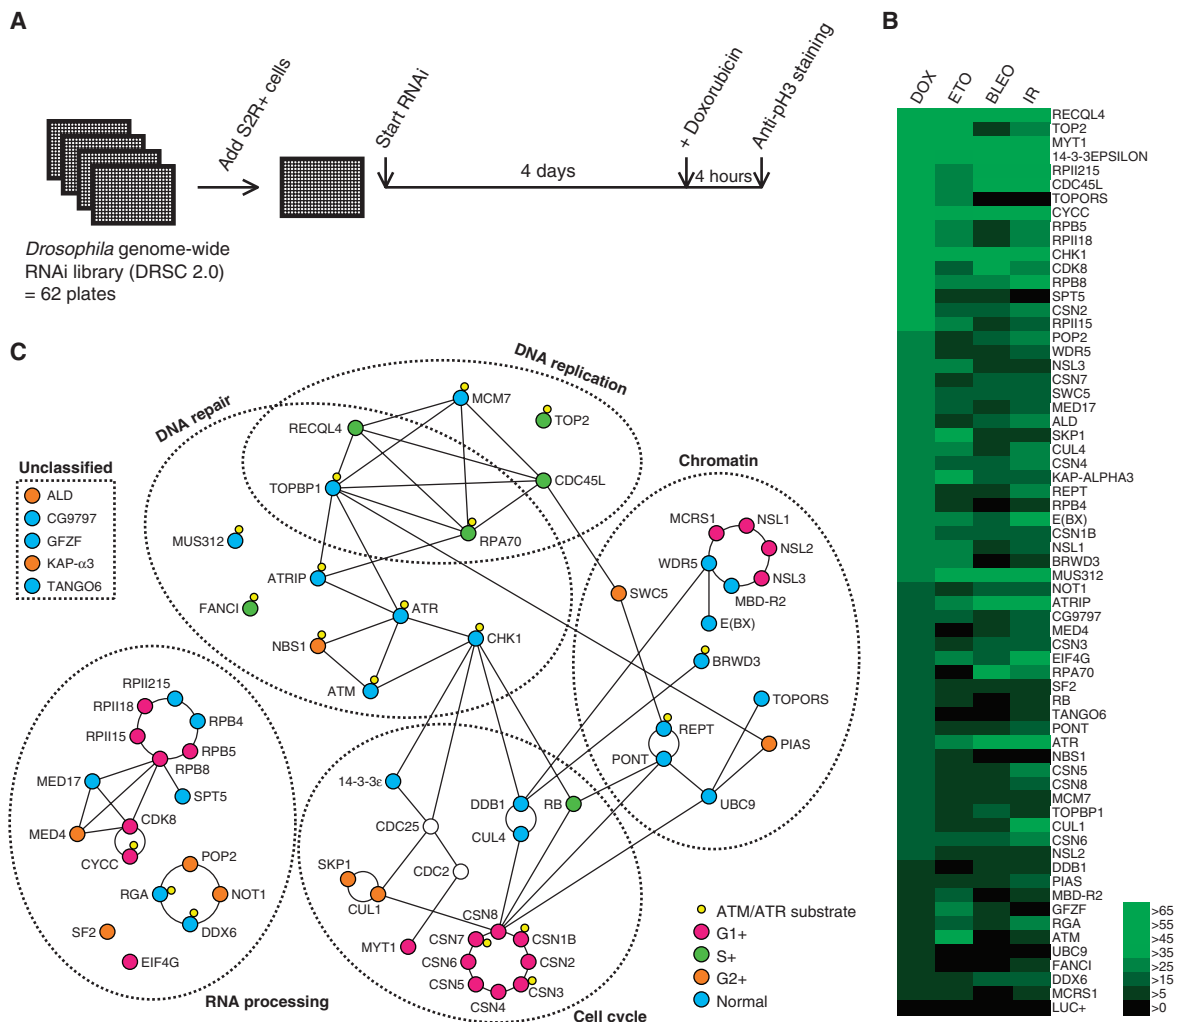 A
Add S2R+ cells
Start RNAi
+ Doxorubicin
Anti-pH3 staining
4 days
4 hours
Drosophila genome-wide
RNAi library (DRSC 2.0)
= 62 plates
B
DOX
ETO
BLEO
IR
RECQL4
TOP2
MYT1
14-3-3EPSILON
RPII215
CDC45L
TOPORS
CYCC
RPB5
RPII18
CHK1
CDK8
RPB8
SPT5
CSN2
RPII15
POP2
WDR5
NSL3
CSN7
SWC5
MED17
ALD
SKP1
CUL4
CSN4
KAP-ALPHA3
REPT
RPB4
E(BX)
CSN1B
NSL1
BRWD3
MUS312
NOT1
ATRIP
CG9797
MED4
CSN3
EIF4G
RPA70
SF2
RB
TANGO6
PONT
ATR
NBS1
CSN5
CSN8
MCM7
TOPBP1
CUL1
CSN6
NSL2
DDB1
PIAS
MBD-R2
GFZF
RGA
ATM
UBC9
FANCI
DDX6
MCRS1
LUC+
>65
>55
>45
>35
>25
>15
>5
>0
C
DNA replication
DNA repair
MCM7
TOP2
RECQL4
CDC45L
TOPBP1
RPA70
MUS312
ATRIP
FANCI
ATR
NBS1
CHK1
ATM
Unclassified
ALD
CG9797
GFZF
KAP-α3
TANGO6
Chromatin
MCRS1
NSL1
NSL2
WDR5
NSL3
MBD-R2
SWC5
E(BX)
BRWD3
TOPORS
REPT
PIAS
PONT
UBC9
RPII215
RPII18
RPB4
RPII15
RPB5
RPB8
MED17
SPT5
CDK8
MED4
CYCC
POP2
RGA
NOT1
DDX6
SF2
EIF4G
RNA processing
14-3-3ε
DDB1
RB
CDC25
CUL4
SKP1
CDC2
CUL1
CSN8
MYT1
CSN7
CSN1B
CSN6
CSN2
CSN5
CSN3
CSN4
Cell cycle
ATM/ATR substrate
G1+
S+
G2+
Normal